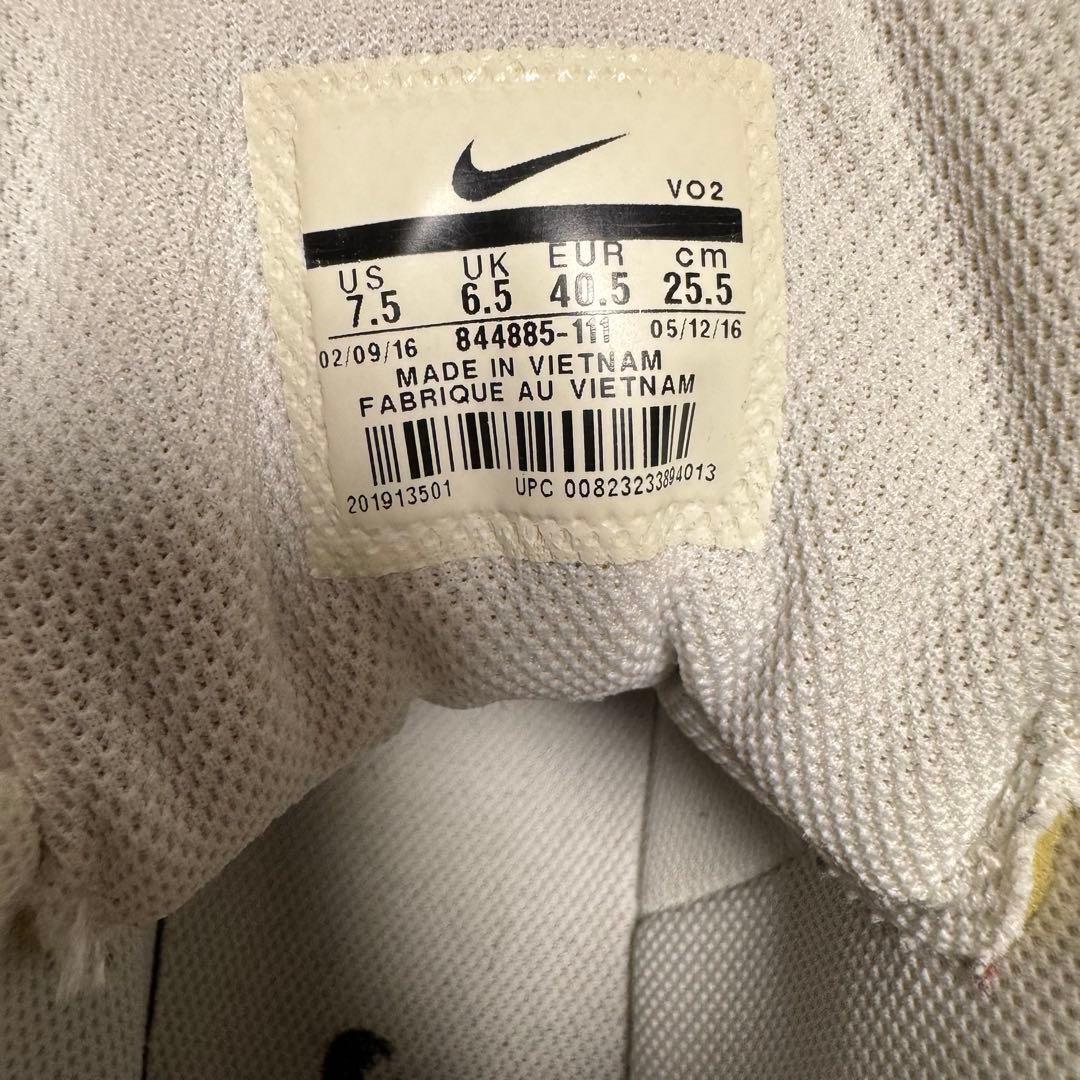 VO2
US UK EUR cm
7.5 6.5 40.5 25.5
02/09/16 844885-111 05/12/16
MADE IN VIETNAM
FABRIQUE AU VIETNAM
201913501 UPC 00823233894013